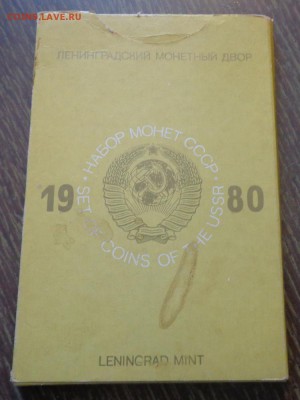 COINS.LAVE.RU
ЛЕНИНГРАДСКИЙ МОНЕТНЫЙ ДВОР
· НАБОР МОНЕТ СССР ·
19 80
SET OF COINS OF THE USSR
LENINGRAD MINT